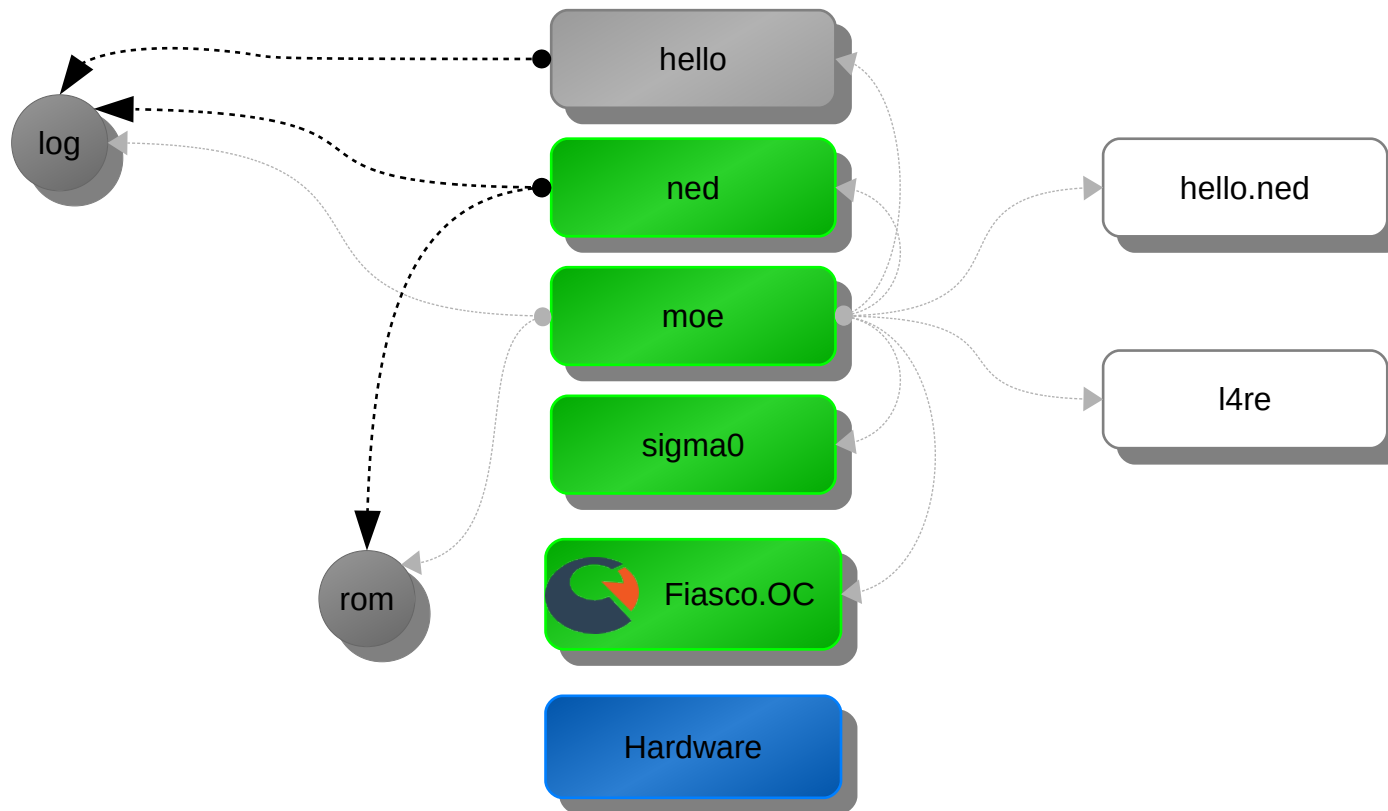 hello
log
ned
hello.ned
moe
l4re
sigma0
Fiasco.OC
rom
Hardware